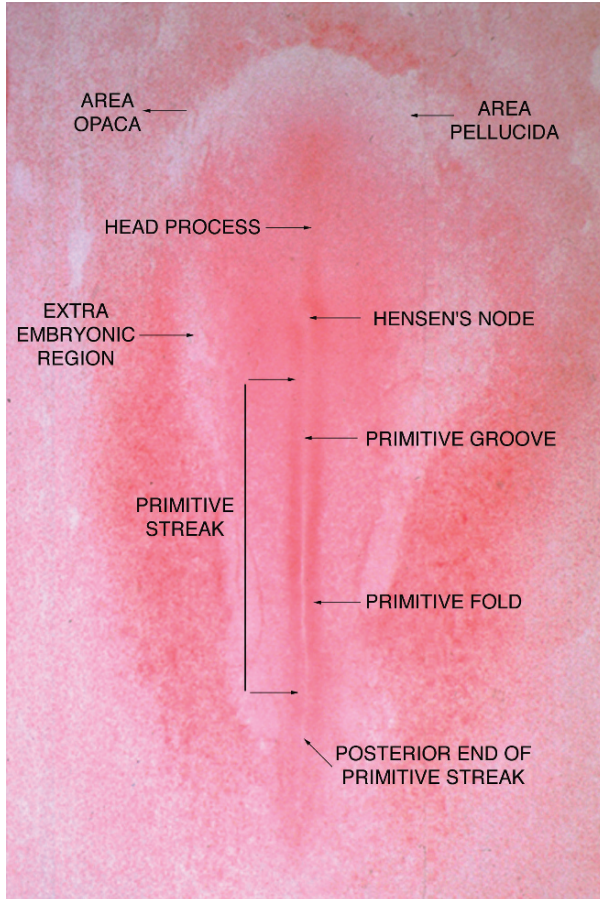 AREA
OPACA
AREA
PELLUCIDA
HEAD PROCESS
EXTRA
EMBRYONIC
REGION
HENSEN'S NODE
PRIMITIVE GROOVE
PRIMITIVE
STREAK
PRIMITIVE FOLD
POSTERIOR END OF
PRIMITIVE STREAK